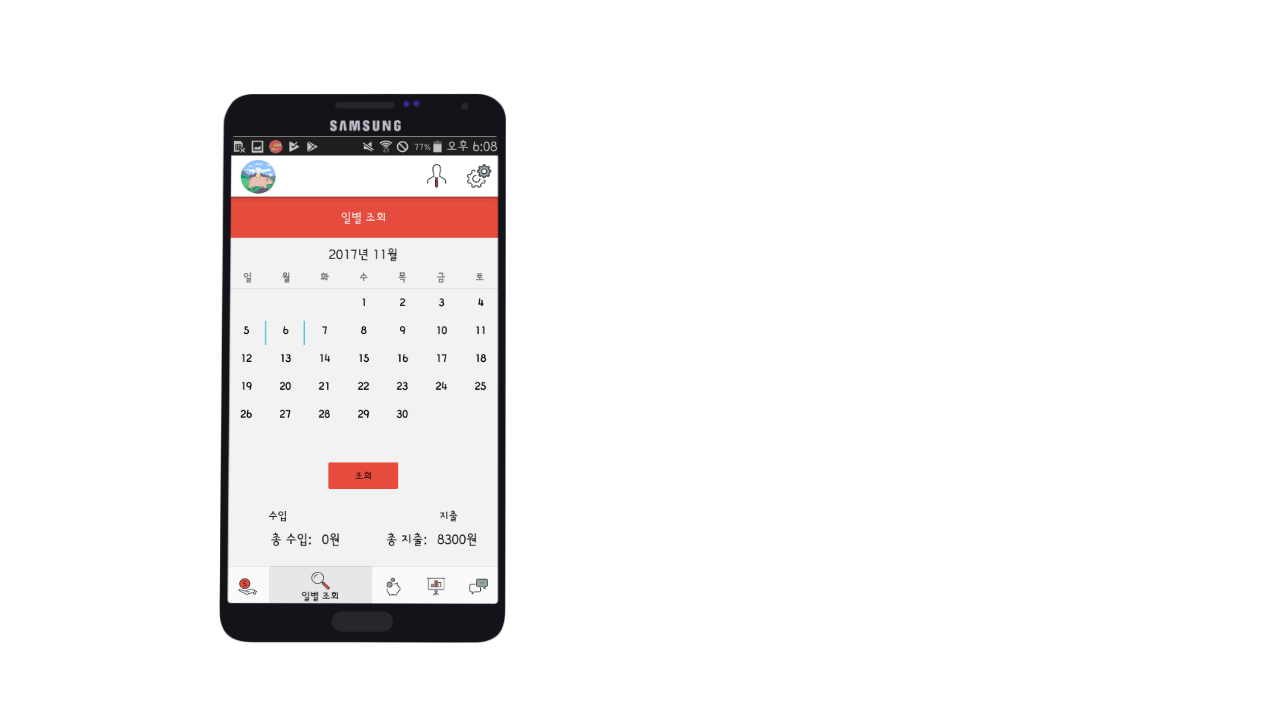 SAMSUNG
77% 오후 6:08
일별 조회
2017년 11월
일 월 화 수 목 금 토
1 2 3 4
5 6 7 8 9 10 11
12 13 14 15 16 17 18
19 20 21 22 23 24 25
26 27 28 29 30
조회
수입 지출
총 수입: 0원 총 지출: 8300원
일별 조회